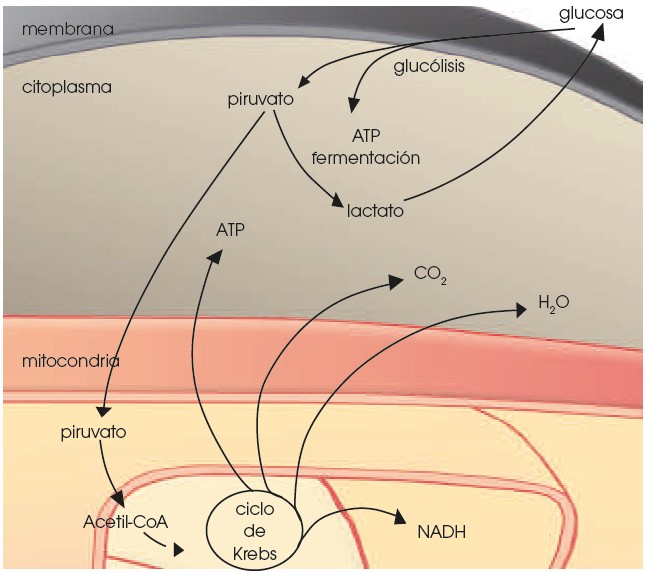 glucosa
membrana
glucólisis
citoplasma
piruvato
ATP
fermentación
lactato
ATP
CO₂
H₂O
mitocondria
piruvato
Acetil-CoA
ciclo
de
Krebs
NADH